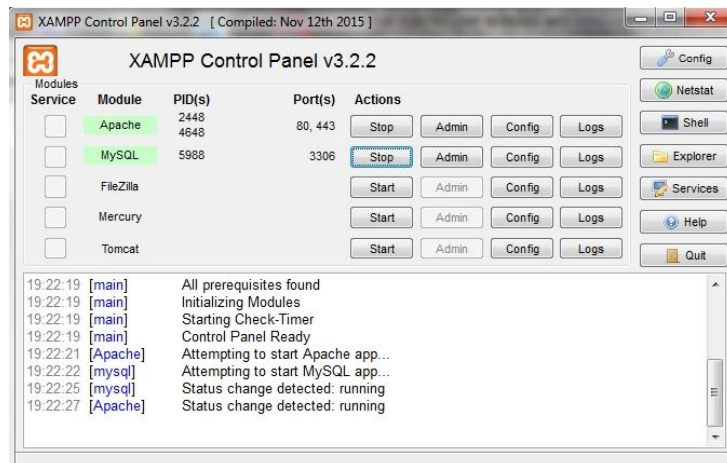 XAMPP Control Panel v3.2.2 [ Compiled: Nov 12th 2015 ]
XAMPP Control Panel v3.2.2
Config
Modules
Service Module PID(s) Port(s) Actions
Netstat
Apache 2448 4648 80, 443 Stop Admin Config Logs
Shell
MySQL 5988 3306 Stop Admin Config Logs
Explorer
FileZilla Start Admin Config Logs
Services
Mercury Start Admin Config Logs
Help
Tomcat Start Admin Config Logs
Quit
19:22:19 [main] All prerequisites found
19:22:19 [main] Initializing Modules
19:22:19 [main] Starting Check-Timer
19:22:19 [main] Control Panel Ready
19:22:21 [Apache] Attempting to start Apache app...
19:22:22 [mysql] Attempting to start MySQL app...
19:22:25 [mysql] Status change detected: running
19:22:27 [Apache] Status change detected: running